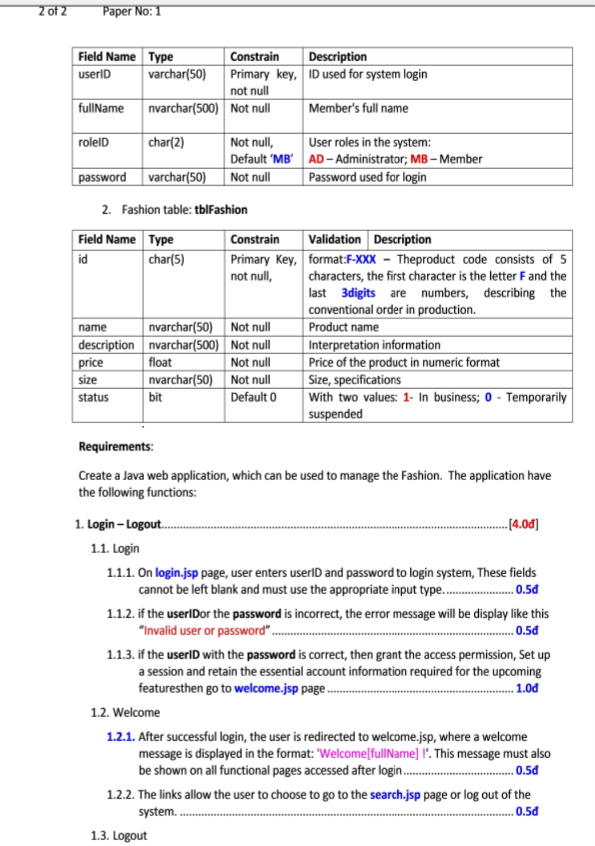 2 of 2 Paper No: 1
Field Name Type Constrain Description
userID varchar(50) Primary key, not null ID used for system login
fullName nvarchar(500) Not null Member's full name
roleID char(2) Not null, Default 'MB' User roles in the system: AD – Administrator; MB – Member
password varchar(50) Not null Password used for login
2. Fashion table: tblFashion
Field Name Type Constrain Validation Description
id char(5) Primary Key, not null, format:F-XXX – Theproduct code consists of 5
characters, the first character is the letter F and the
last 3digits are numbers, describing the
conventional order in production.
name nvarchar(50) Not null Product name
description nvarchar(500) Not null Interpretation information
price float Not null Price of the product in numeric format
size nvarchar(50) Not null Size, specifications
status bit Default 0 With two values: 1- In business; 0 - Temporarily
suspended
Requirements:
Create a Java web application, which can be used to manage the Fashion. The application have
the following functions:
1. Login – Logout.....[4.0đ]
1.1. Login
1.1.1. On login.jsp page, user enters userID and password to login system, These fields
cannot be left blank and must use the appropriate input type...... 0.5đ
1.1.2. if the userIDor the password is incorrect, the error message will be display like this
"Invalid user or password"..... 0.5đ
1.1.3. if the userID with the password is correct, then grant the access permission, Set up
a session and retain the essential account information required for the upcoming
featuresthen go to welcome.jsp page..... 1.0đ
1.2. Welcome
1.2.1. After successful login, the user is redirected to welcome.jsp, where a welcome
message is displayed in the format: 'Welcome[fullName] !'. This message must also
be shown on all functional pages accessed after login..... 0.5đ
1.2.2. The links allow the user to choose to go to the search.jsp page or log out of the
system. ..... 0.5đ
1.3. Logout